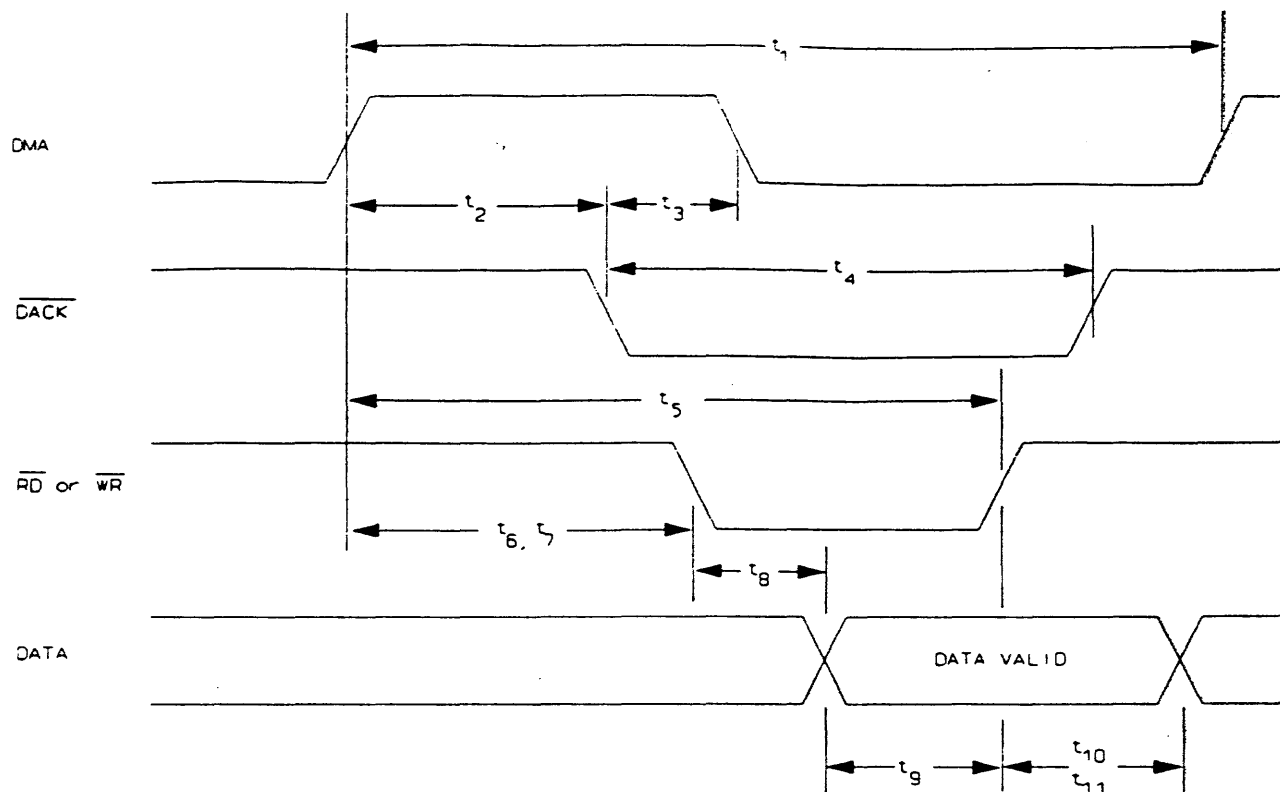 t1
DMA
t2
t3
t4
DACK
t5
RD or WR
t6, t7
t8
DATA
DATA VALID
t9
t10
t11